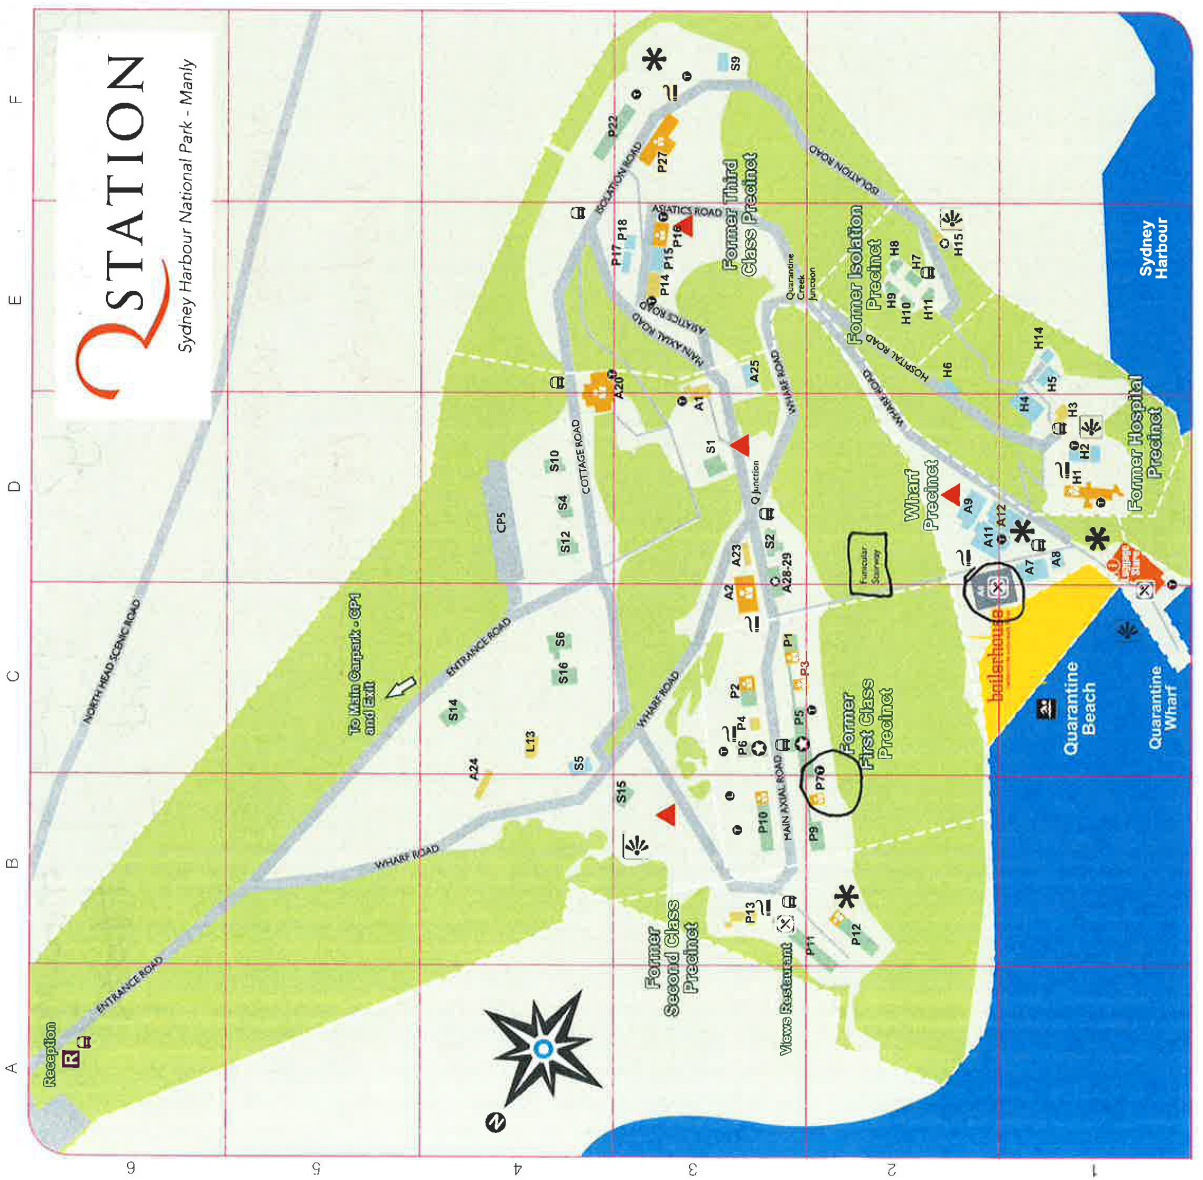 Q STATION
Sydney Harbour National Park - Manly
F
E
D
C
B
A
6
5
4
3
2
1
NORTH HEAD SCENIC ROAD
To Main Carpark - CP1
and Exit
ENTRANCE ROAD
ENTRANCE ROAD
Reception
R
WHARF ROAD
A24
L13
S14
S5
S15
S16
S6
S12
S4
S10
CP5
COTTAGE ROAD
A20
ISOLATION ROAD
P22
P27
S9
ISOLATION ROAD
P17
P18
ASIATICS ROAD
P16
P15
P14
ASIATICS ROAD
MAIN AXIAL ROAD
Former Third
Class Precinct
A1
A25
S1
Q Junction
WHARF ROAD
Quarantine
Creek
Junction
Former Isolation
Precinct
H8
H7
H9
H10
H11
H15
HOSPITAL ROAD
H6
WHARF ROAD
H14
H5
H4
H3
H2
H1
Former Hospital
Precinct
Sydney
Harbour
Wharf
Precinct
A9
A11
A12
A7
A8
Luggage
Store
boilerhouse
Funicular
Stairway
A23
S2
A2
A28-29
WHARF ROAD
P1
P3
P2
P4
P6
P5
MAIN AXIAL ROAD
P7
P10
P9
Former
First Class
Precinct
P13
P12
P11
Views Restaurant
Former
Second Class
Precinct
N
Quarantine
Beach
Quarantine
Wharf